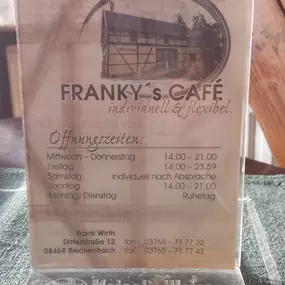 FRANKY´s CAFÉ
individuell & flexibel.
Öffnungszeiten:
Mittwoch - Donnerstag 14.00 - 21.00
Freitag 14.00 - 23.59
Samstag individuell nach Absprache
Sonntag 14.00 - 21.00
Montag, Dienstag Ruhetag
Frank Wirth
Dittesstraße 12 fon: 03765 - 71 77 32
08468 Reichenbach fax: 03765 - 71 77 43